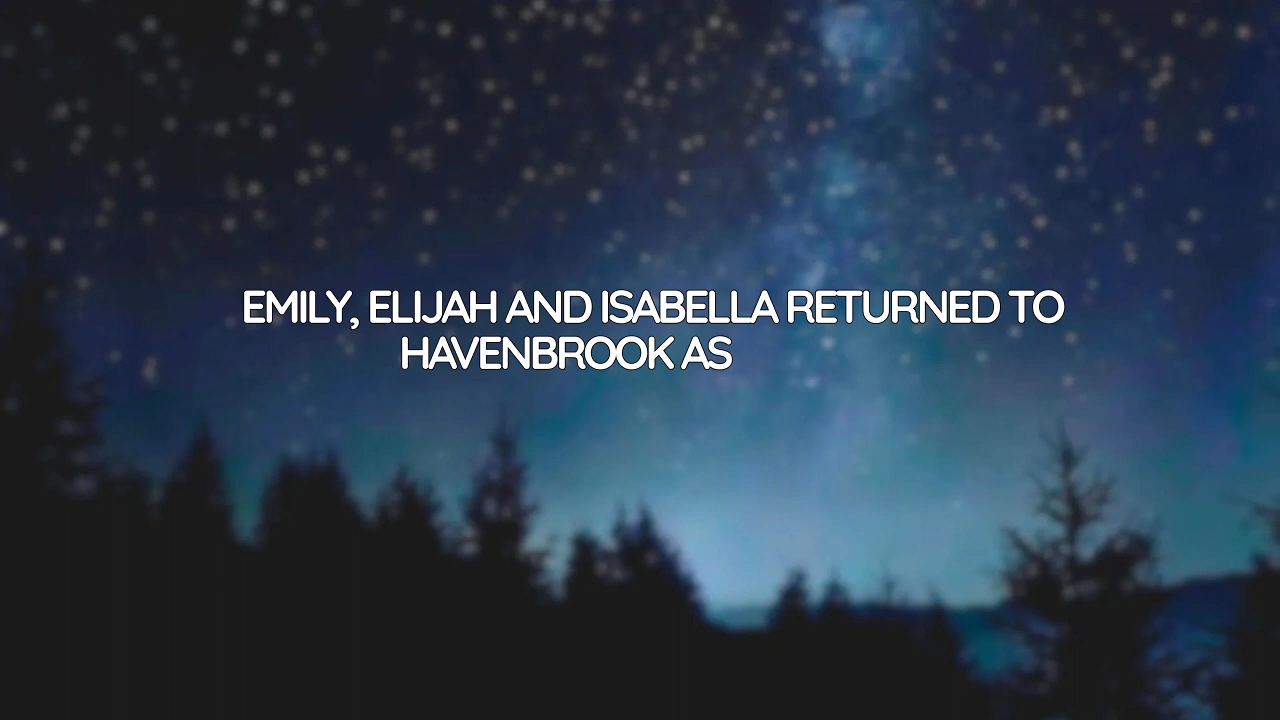 EMILY, ELIJAH AND ISABELLA RETURNED TO
HAVENBROOK AS